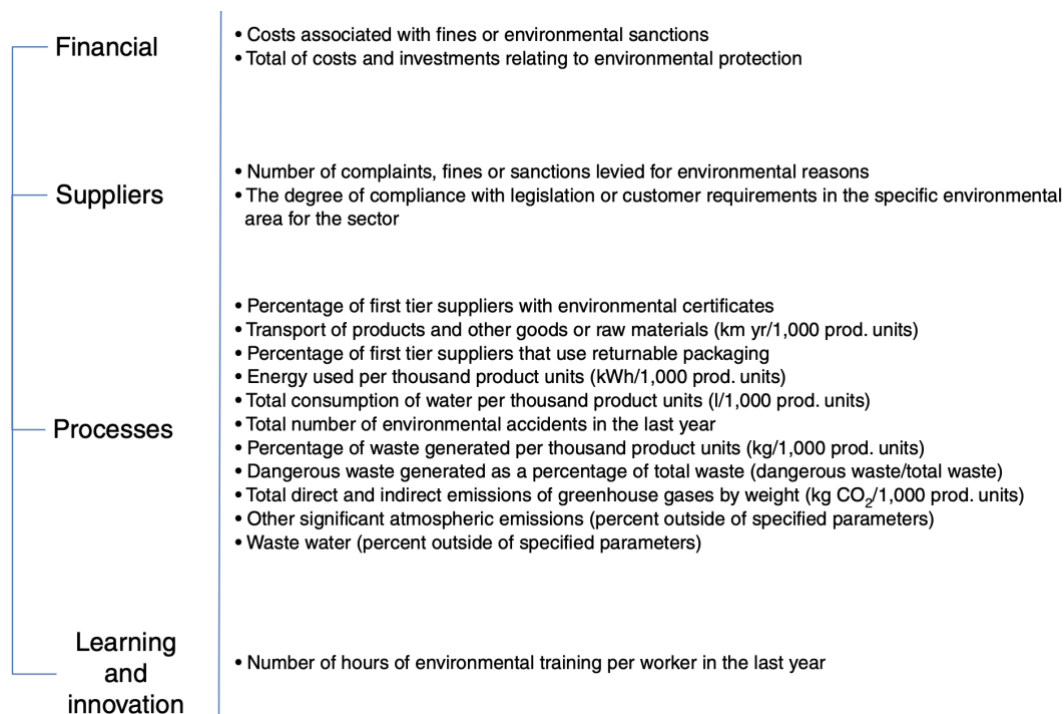 Financial
• Costs associated with fines or environmental sanctions
• Total of costs and investments relating to environmental protection
Suppliers
• Number of complaints, fines or sanctions levied for environmental reasons
• The degree of compliance with legislation or customer requirements in the specific environmental
area for the sector
Processes
• Percentage of first tier suppliers with environmental certificates
• Transport of products and other goods or raw materials (km yr/1,000 prod. units)
• Percentage of first tier suppliers that use returnable packaging
• Energy used per thousand product units (kWh/1,000 prod. units)
• Total consumption of water per thousand product units (l/1,000 prod. units)
• Total number of environmental accidents in the last year
• Percentage of waste generated per thousand product units (kg/1,000 prod. units)
• Dangerous waste generated as a percentage of total waste (dangerous waste/total waste)
• Total direct and indirect emissions of greenhouse gases by weight (kg CO₂/1,000 prod. units)
• Other significant atmospheric emissions (percent outside of specified parameters)
• Waste water (percent outside of specified parameters)
Learning
and
innovation
• Number of hours of environmental training per worker in the last year